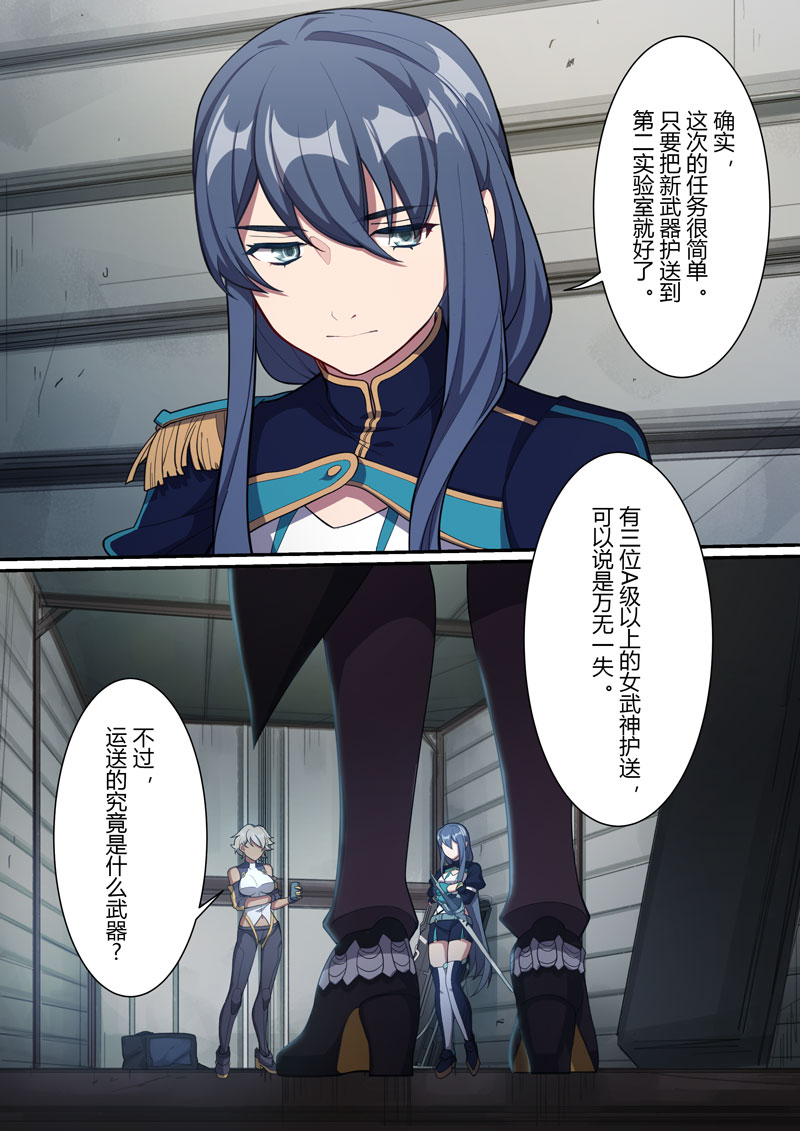 确实，
这次的任务很简单。
只要把新武器护送到
第二实验室就好了。
有三位A级以上的女武神护送，
可以说是万无一失。
不过，
运送的究竟是什么武器？